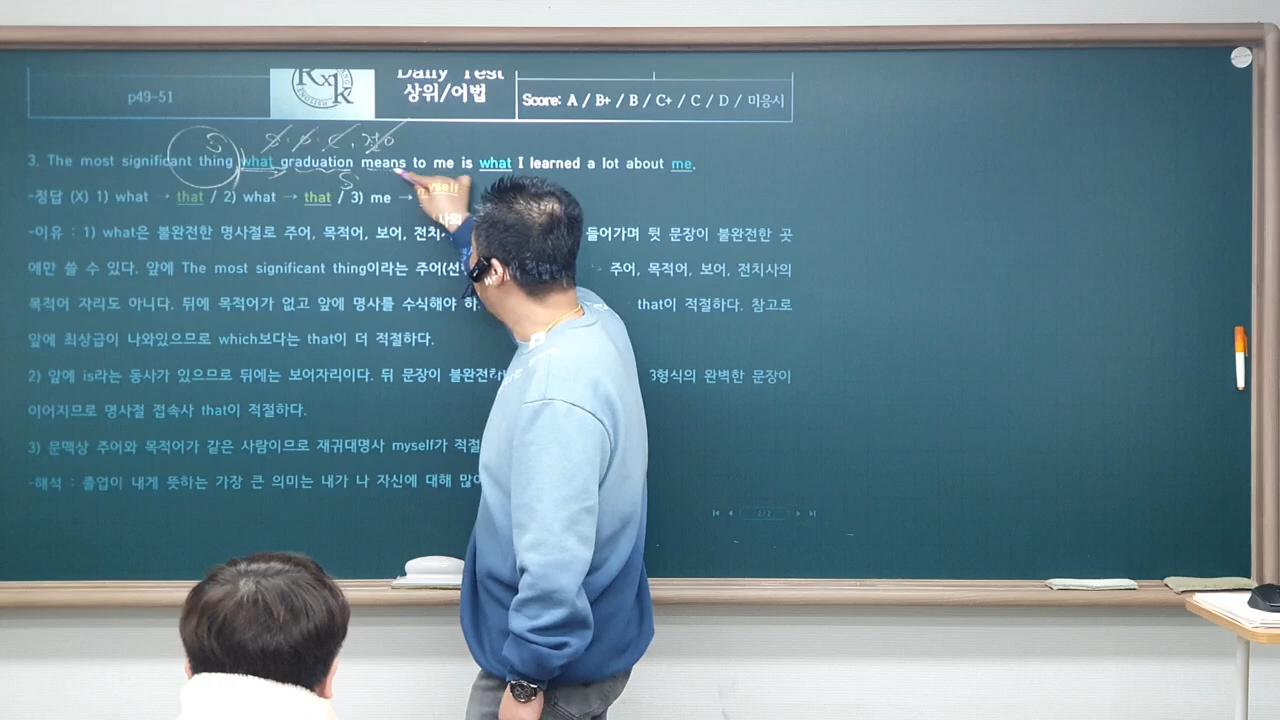 p49-51
RxK
ENGLISH
Daily Test
상위/어법
Score: A / B+ / B / C+ / C / D / 미응시
S
3. The most significant thing what graduation means to me is what I learned a lot about me.
S
-정답 (X) 1) what → that / 2) what → that / 3) me →
-이유 : 1) what은 불완전한 명사절로 주어, 목적어, 보어, 들어가며 뒷 문장이 불완전한 곳
에만 쓸 수 있다. 앞에 The most significant thing이라는 주어, 목적어, 보어, 전치사의
목적어 자리도 아니다. 뒤에 목적어가 없고 앞에 명사를 수식해야 that이 적절하다. 참고로
앞에 최상급이 나와있으므로 which보다는 that이 더 적절하다.
2) 앞에 is라는 동사가 있으므로 뒤에는 보어자리이다. 뒤 문장이 3형식의 완벽한 문장이
이어지므로 명사절 접속사 that이 적절하다.
3) 문맥상 주어와 목적어가 같은 사람이므로 재귀대명사 myself가
-해석 : 졸업이 내게 뜻하는 가장 큰 의미는 내가 나 자신에 대해
2/2